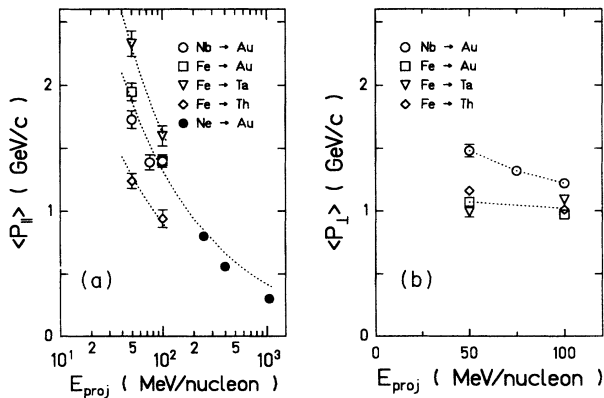 <P∥> ( GeV/c )
2
1
0
○ Nb → Au
□ Fe → Au
▽ Fe → Ta
◇ Fe → Th
● Ne → Au
(a)
10¹ 2 5 10² 2 5 10³
E_proj ( MeV/nucleon )
<P⊥> ( GeV/c )
2
1
0
○ Nb → Au
□ Fe → Au
▽ Fe → Ta
◇ Fe → Th
(b)
0 50 100
E_proj ( MeV/nucleon )